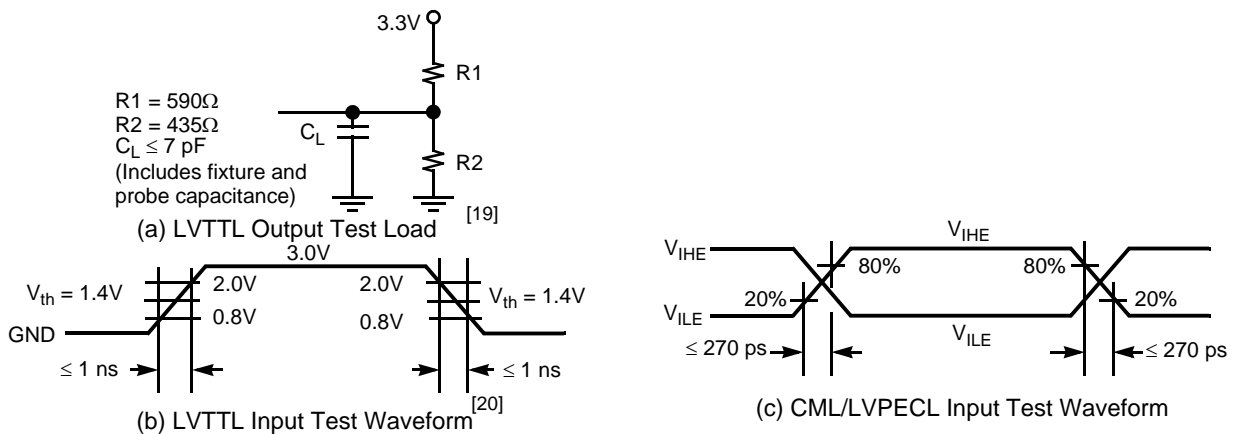 3.3V
R1
R1 = 590Ω
R2 = 435Ω
C_L ≤ 7 pF
(Includes fixture and
probe capacitance)
C_L
R2
[19]
(a) LVTTL Output Test Load
3.0V
V_th = 1.4V
2.0V
0.8V
2.0V
0.8V
V_th = 1.4V
GND
≤ 1 ns
≤ 1 ns
[20]
(b) LVTTL Input Test Waveform
V_IHE
V_IHE
80%
80%
20%
20%
V_ILE
V_ILE
≤ 270 ps
≤ 270 ps
(c) CML/LVPECL Input Test Waveform